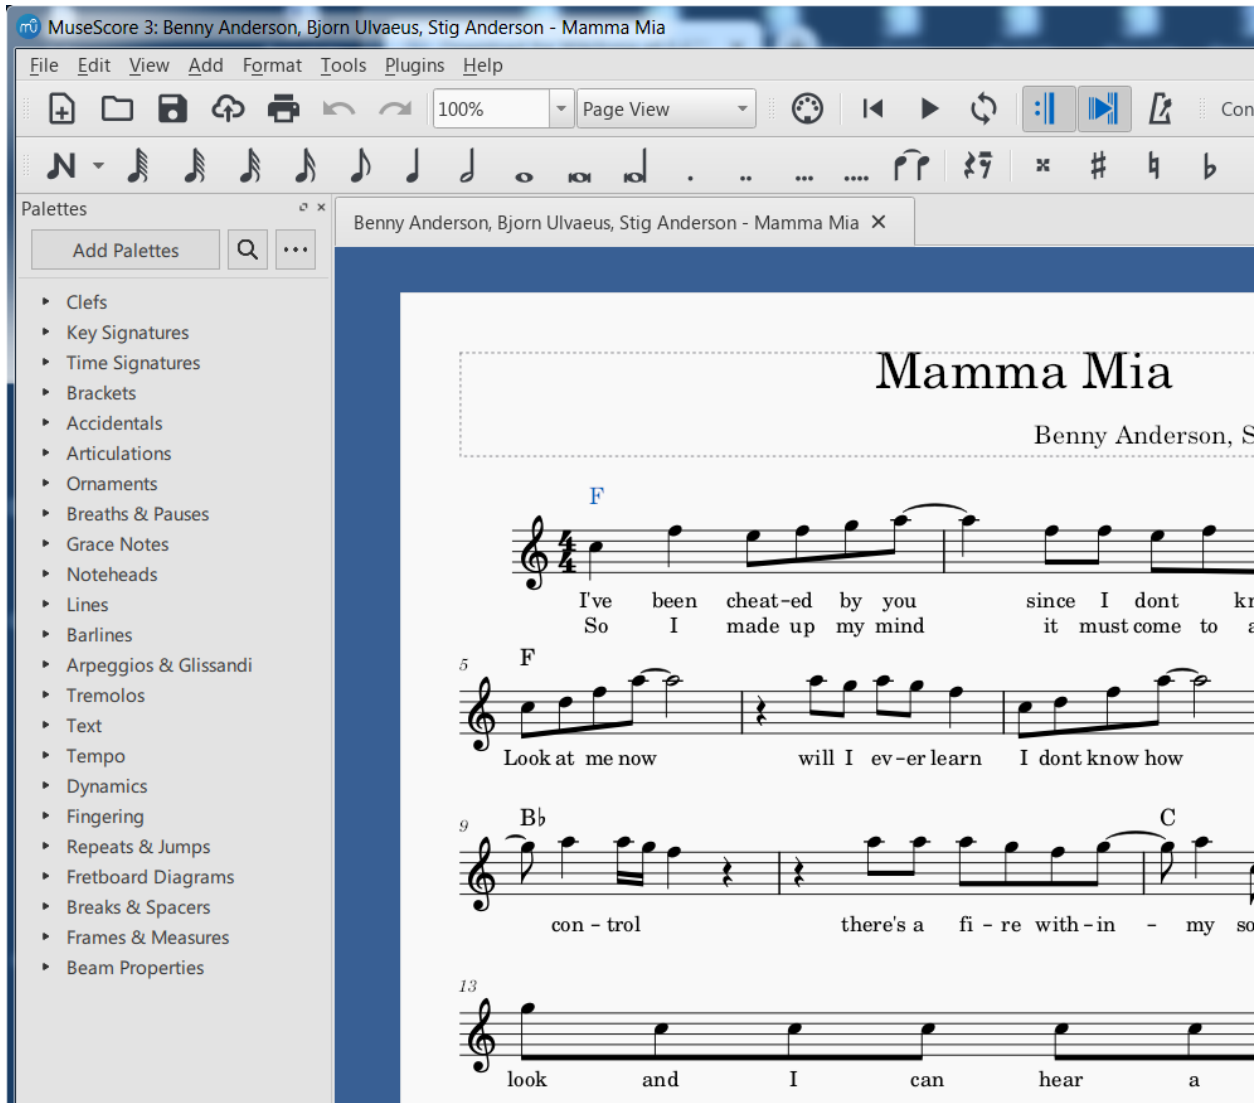 MuseScore 3: Benny Anderson, Bjorn Ulvaeus, Stig Anderson - Mamma Mia
File Edit View Add Format Tools Plugins Help
100% Page View Con
Palettes
Benny Anderson, Bjorn Ulvaeus, Stig Anderson - Mamma Mia
Add Palettes
Clefs
Key Signatures
Time Signatures
Brackets
Accidentals
Articulations
Ornaments
Breaths & Pauses
Grace Notes
Noteheads
Lines
Barlines
Arpeggios & Glissandi
Tremolos
Text
Tempo
Dynamics
Fingering
Repeats & Jumps
Fretboard Diagrams
Breaks & Spacers
Frames & Measures
Beam Properties
Mamma Mia
Benny Anderson, S
F
4
4
I've been cheat-ed by you since I dont kn
So I made up my mind it must come to a
5 F
Look at me now will I ev-er learn I dont know how
9 B♭ C
con - trol there's a fi - re with-in - my so
13
look and I can hear a